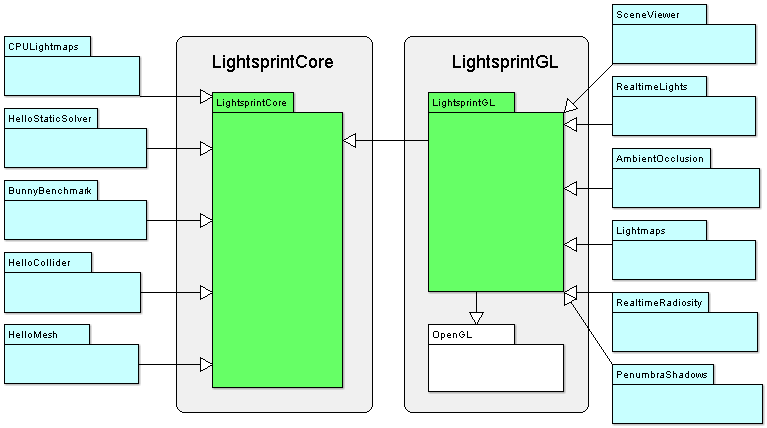 CPULightmaps
HelloStaticSolver
BunnyBenchmark
HelloCollider
HelloMesh
LightsprintCore
LightsprintCore
LightsprintGL
LightsprintGL
OpenGL
SceneViewer
RealtimeLights
AmbientOcclusion
Lightmaps
RealtimeRadiosity
PenumbraShadows